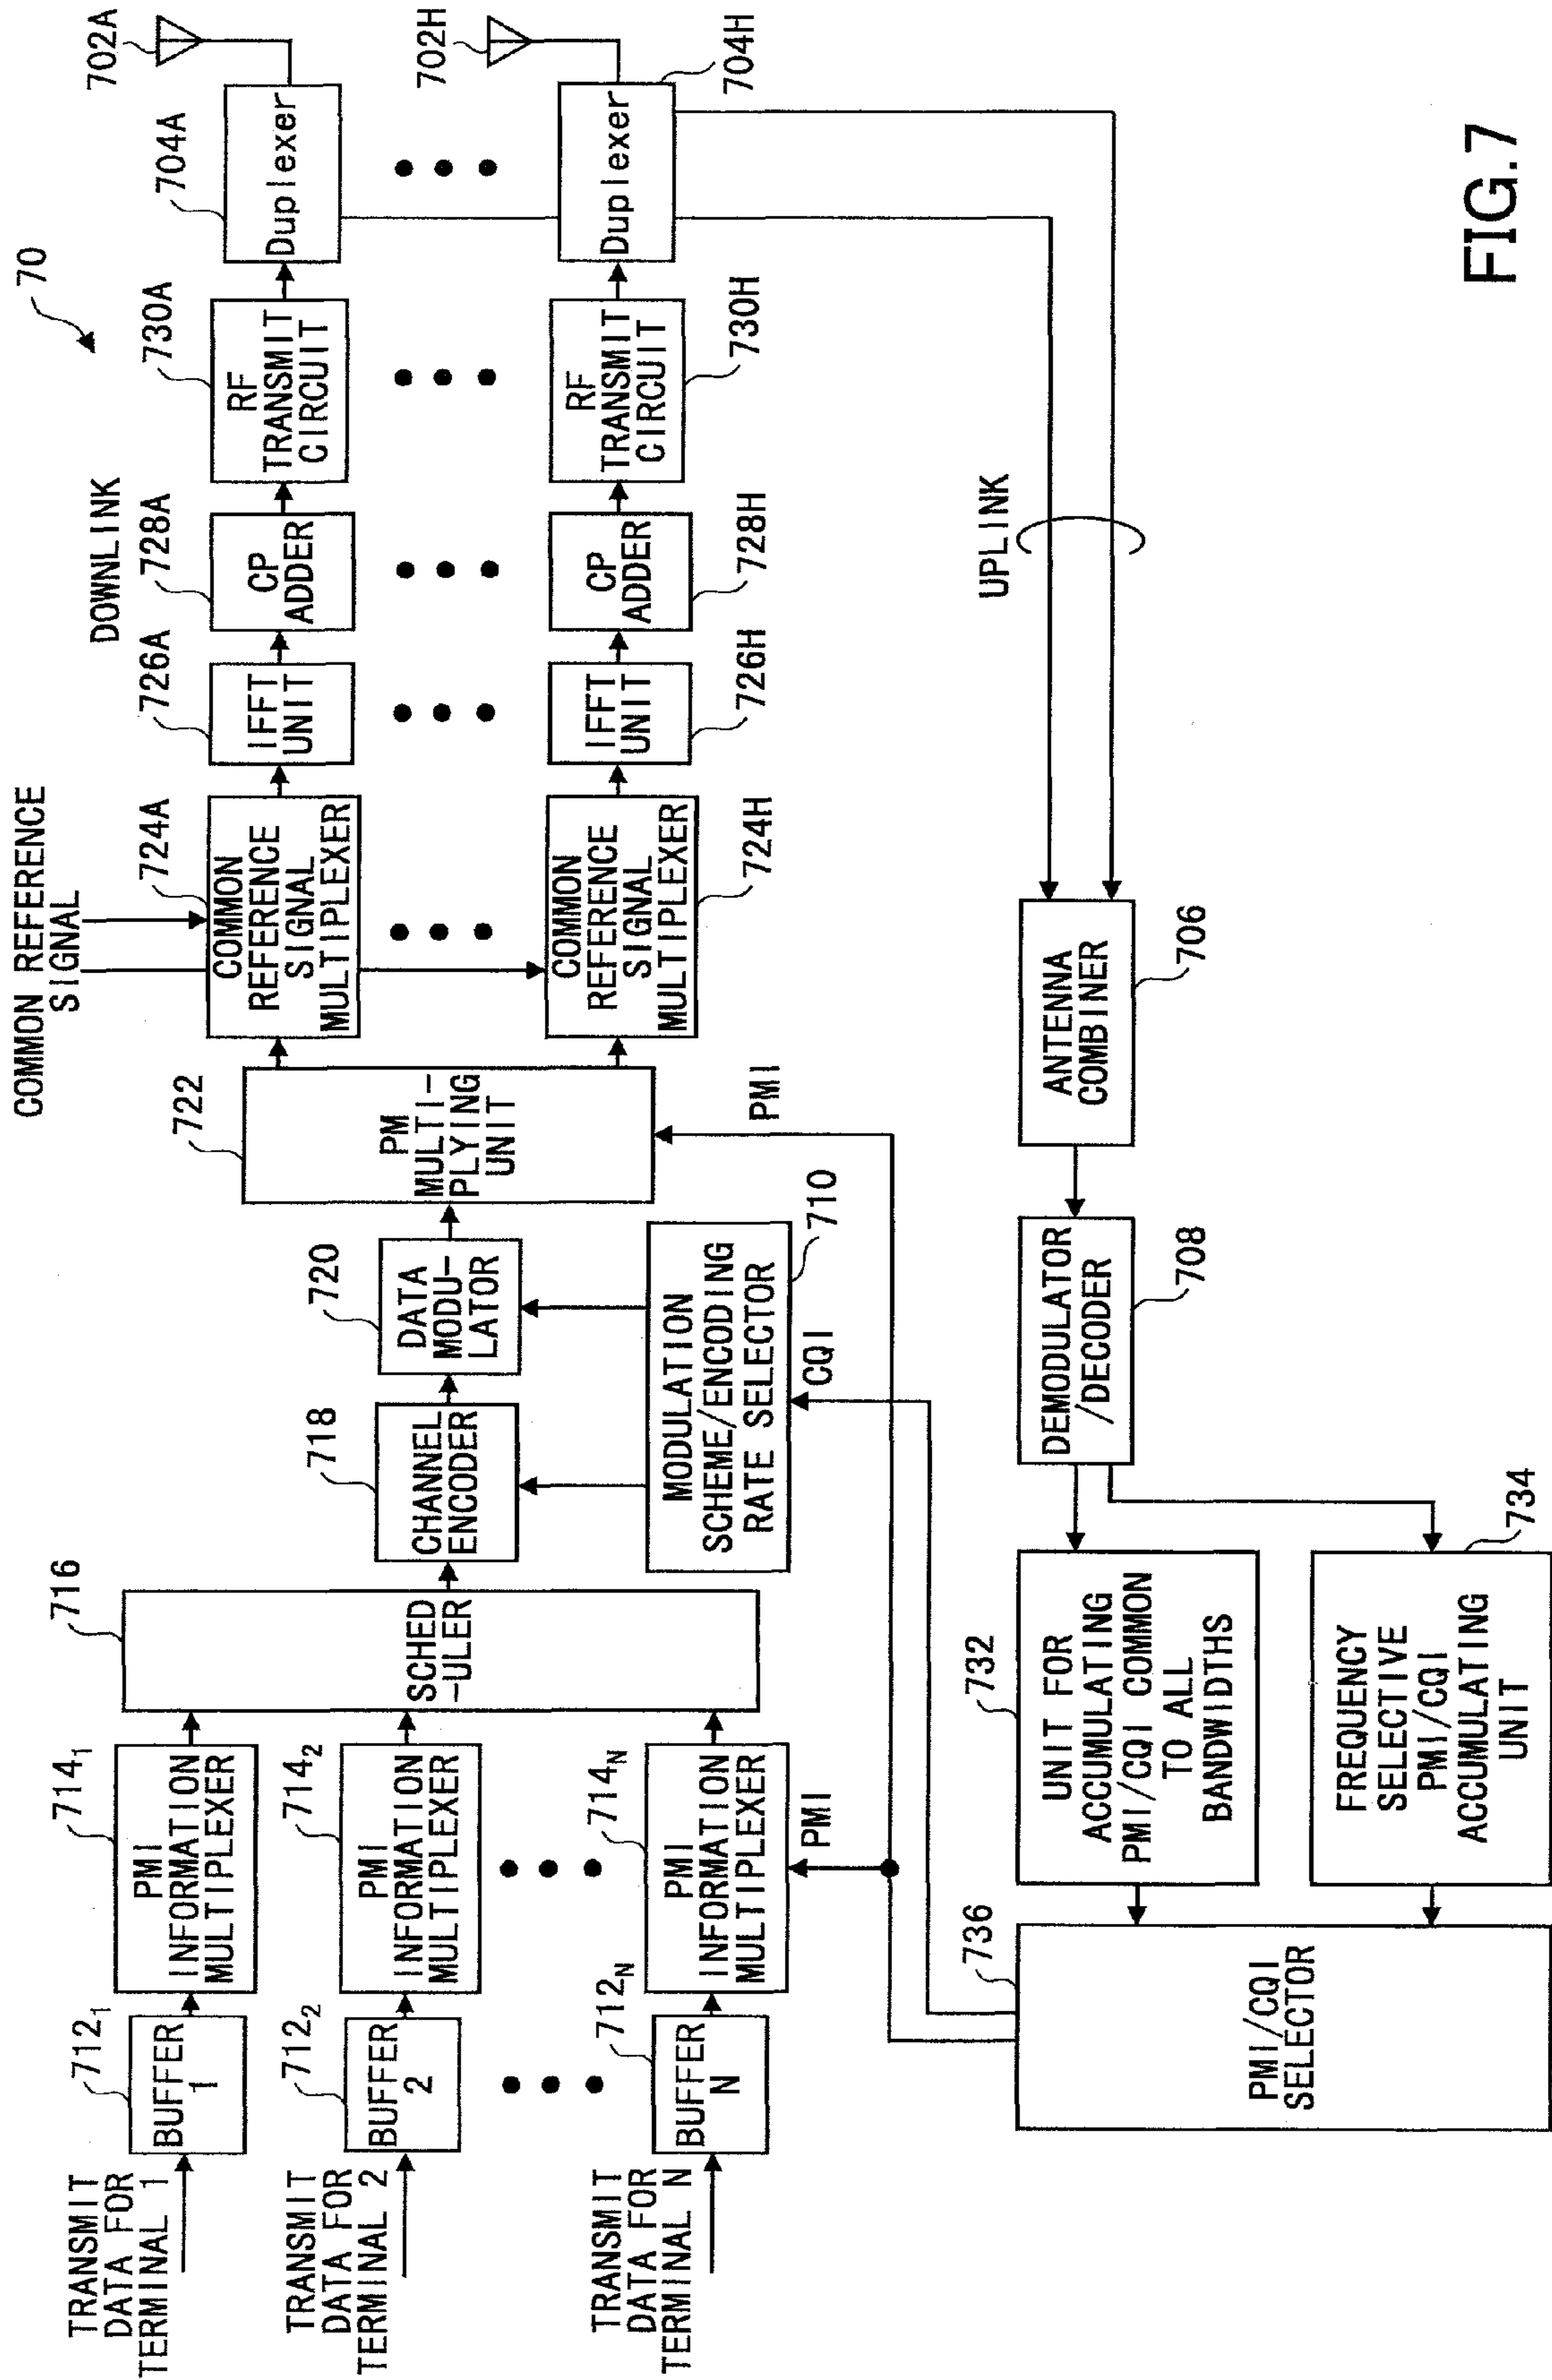 70
DOWNLINK
COMMON REFERENCE
SIGNAL
TRANSMIT
DATA FOR
TERMINAL 1
712₁
BUFFER
1
714₁
PMI
INFORMATION
MULTIPLEXER
TRANSMIT
DATA FOR
TERMINAL 2
712₂
BUFFER
2
714₂
PMI
INFORMATION
MULTIPLEXER
TRANSMIT
DATA FOR
TERMINAL N
712N
BUFFER
N
714N
PMI
INFORMATION
MULTIPLEXER
PMI
716
SCHED
-ULER
718
CHANNEL
ENCODER
720
DATA
MODU-
LATOR
MODULATION
SCHEME/ENCODING
RATE SELECTOR
710
CQI
722
PM
MULTI-
PLYING
UNIT
PMI
724A
COMMON
REFERENCE
SIGNAL
MULTIPLEXER
726A
IFFT
UNIT
728A
CP
ADDER
730A
RF
TRANSMIT
CIRCUIT
704A
Duplexer
702A
COMMON
REFERENCE
SIGNAL
MULTIPLEXER
724H
IFFT
UNIT
726H
CP
ADDER
728H
RF
TRANSMIT
CIRCUIT
730H
Duplexer
704H
702H
UPLINK
ANTENNA
COMBINER
706
DEMODULATOR
/DECODER
708
732
UNIT FOR
ACCUMULATING
PMI/CQI COMMON
TO ALL
BANDWIDTHS
734
FREQUENCY
SELECTIVE
PMI/CQI
ACCUMULATING
UNIT
736
PMI/CQI
SELECTOR
FIG.7